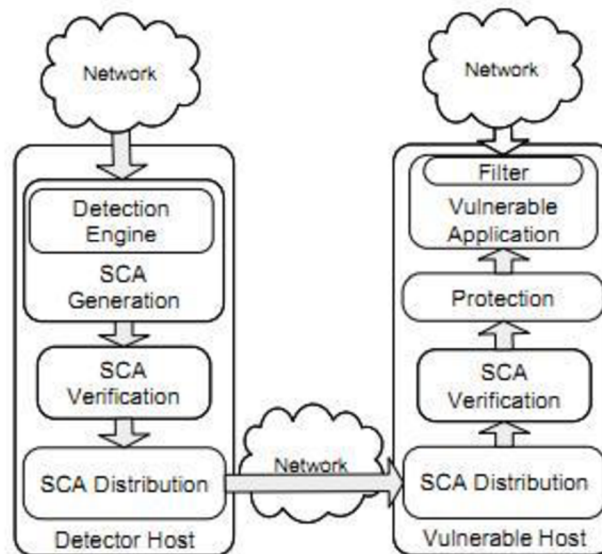 Network
Detection
Engine
SCA
Generation
SCA
Verification
SCA Distribution
Detector Host
Network
Network
Filter
Vulnerable
Application
Protection
SCA
Verification
SCA Distribution
Vulnerable Host